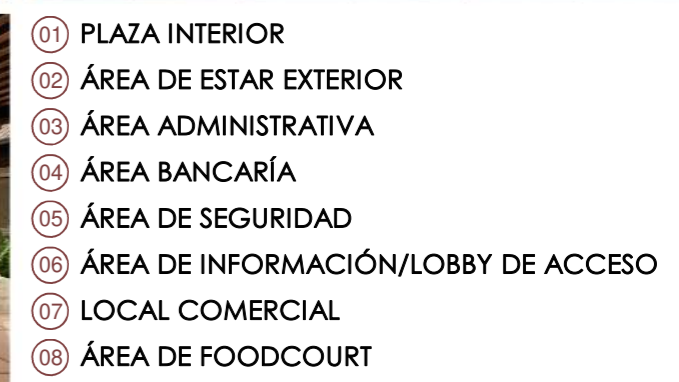 01 PLAZA INTERIOR
02 ÁREA DE ESTAR EXTERIOR
03 ÁREA ADMINISTRATIVA
04 ÁREA BANCARÍA
05 ÁREA DE SEGURIDAD
06 ÁREA DE INFORMACIÓN/LOBBY DE ACCESO
07 LOCAL COMERCIAL
08 ÁREA DE FOODCOURT